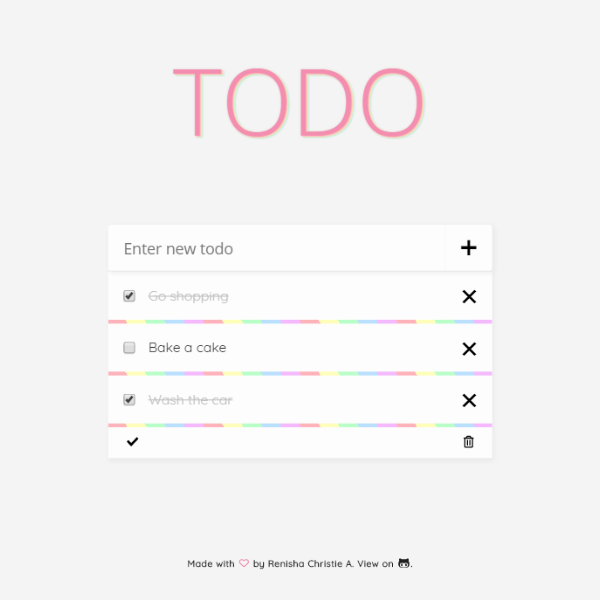 TODO
Enter new todo
Go shopping
Bake a cake
Wash the car
Made with ♡ by Renisha Christie A. View on .